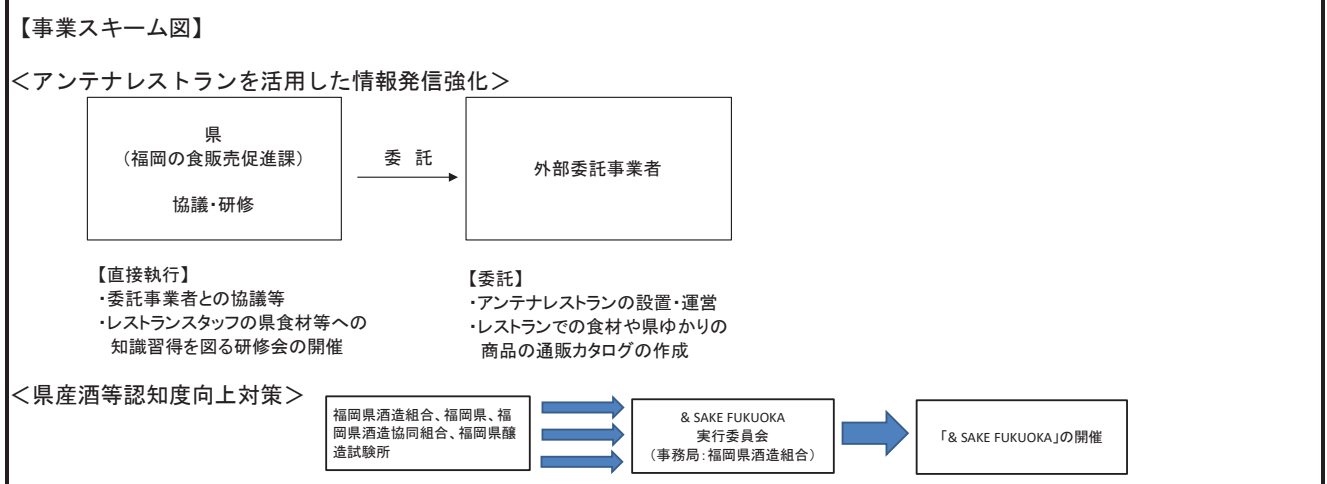 【事業スキーム図】
＜アンテナレストランを活用した情報発信強化＞
県
（福岡の食販売促進課）
協議・研修
委 託
外部委託事業者
【直接執行】
・委託事業者との協議等
・レストランスタッフの県食材等への
知識習得を図る研修会の開催
【委託】
・アンテナレストランの設置・運営
・レストランでの食材や県ゆかりの
商品の通販カタログの作成
＜県産酒等認知度向上対策＞
福岡県酒造組合、福岡県、福
岡県酒造協同組合、福岡県醸
造試験所
& SAKE FUKUOKA
実行委員会
（事務局：福岡県酒造組合）
「& SAKE FUKUOKA」の開催